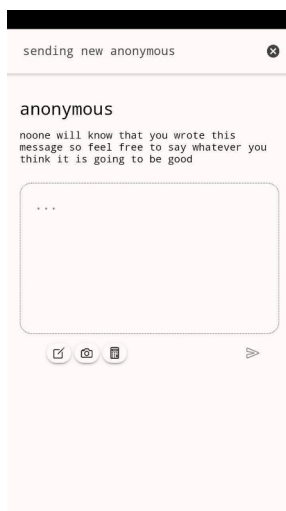 sending new anonymous
anonymous
noone will know that you wrote this
message so feel free to say whatever you
think it is going to be good
...